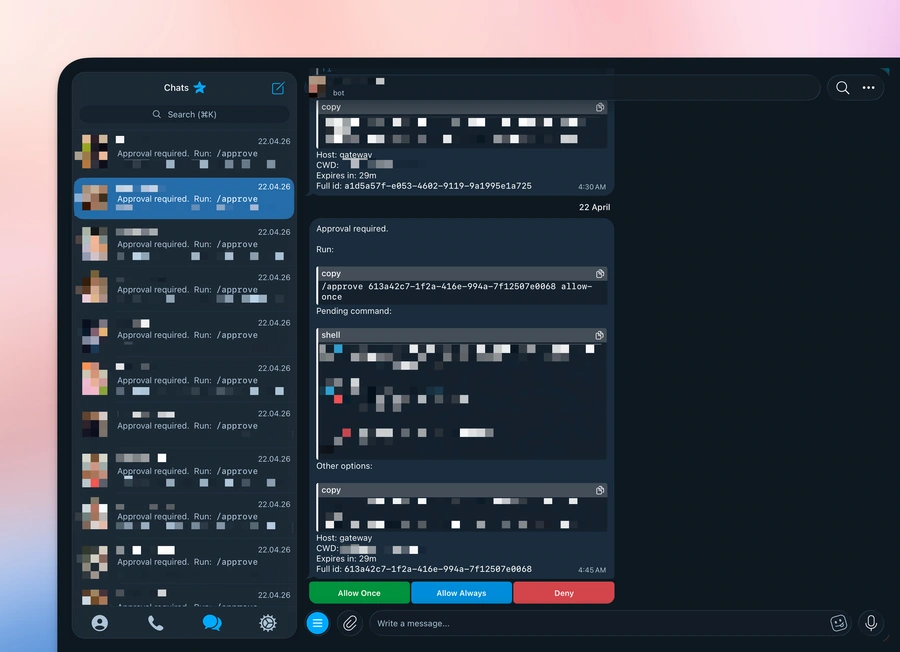 Chats
Search (⌘K)
22.04.26
Approval required. Run: /approve
22.04.26
Approval required. Run: /approve
22.04.26
Approval required. Run: /approve
22.04.26
Approval required. Run: /approve
22.04.26
Approval required. Run: /approve
22.04.26
Approval required. Run: /approve
22.04.26
Approval required. Run: /approve
22.04.26
Approval required. Run: /approve
22.04.26
Approval required. Run: /approve
22.04.26
Approval required. Run: /approve
22.04.26
Approval required. Run: /approve
bot
copy
Host: gateway
CWD:
Expires in: 29m
Full id: a1d5a57f-e053-4602-9119-9a1995e1a725
4:30 AM
22 April
Approval required.
Run:
copy
/approve 613a42c7-1f2a-416e-994a-7f12507e0068 allow-
once
Pending command:
shell
Other options:
copy
Host: gateway
CWD:
Expires in: 29m
Full id: 613a42c7-1f2a-416e-994a-7f12507e0068
4:45 AM
Allow Once
Allow Always
Deny
Write a message...